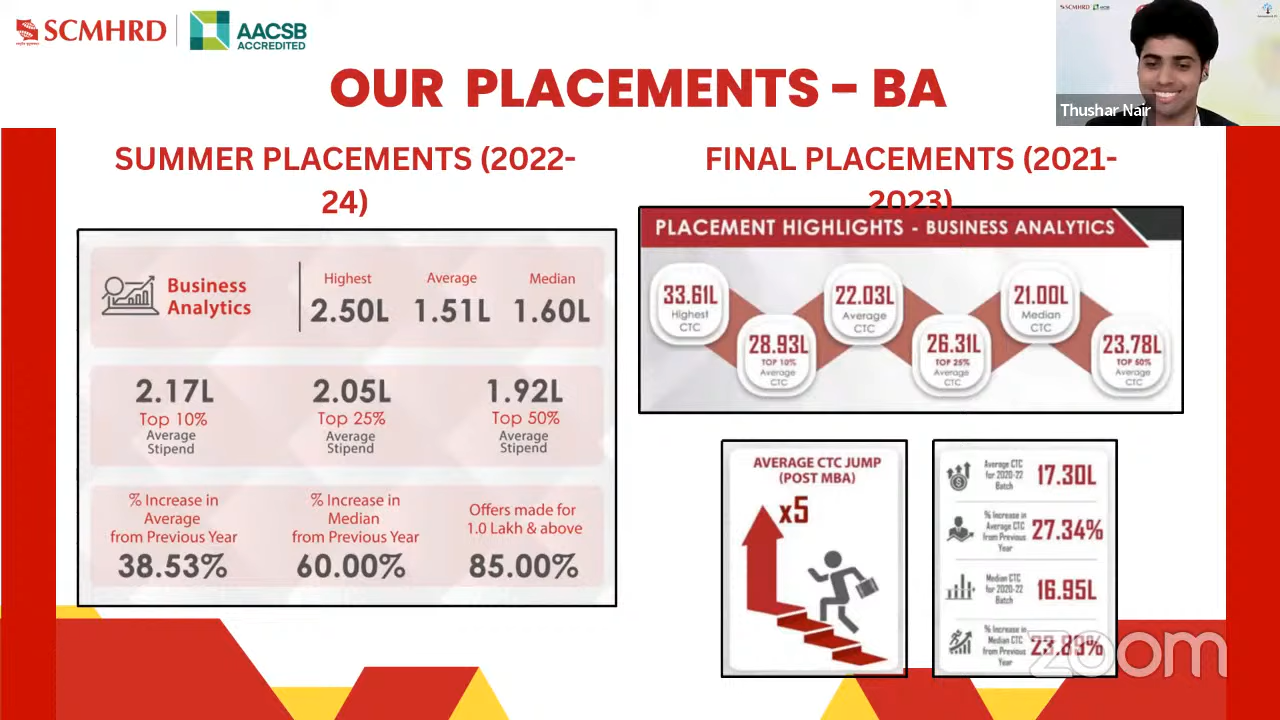 SCMHRD
AACSB
ACCREDITED
OUR PLACEMENTS - BA
Thushar Nair
SUMMER PLACEMENTS (2022-
24)
Business
Analytics
Highest
2.50L
Average
1.51L
Median
1.60L
2.17L
Top 10%
Average
Stipend
2.05L
Top 25%
Average
Stipend
1.92L
Top 50%
Average
Stipend
% Increase in
Average
from Previous Year
38.53%
% Increase in
Median
from Previous Year
60.00%
Offers made for
1.0 Lakh & above
85.00%
FINAL PLACEMENTS (2021-
2023)
PLACEMENT HIGHLIGHTS - BUSINESS ANALYTICS
33.61L
Highest
CTC
28.93L
TOP 10%
Average
CTC
22.03L
Average
CTC
26.31L
TOP 25%
Average
CTC
21.00L
Median
CTC
23.78L
TOP 50%
Average
CTC
AVERAGE CTC JUMP
(POST MBA)
x5
Average CTC
for 2020-22
Batch
17.30L
% Increase in
Average CTC
from Previous
Year
27.34%
Median CTC
for 2020-22
Batch
16.95L
% Increase in
Median CTC
from Previous
Year
23.89%
zoom